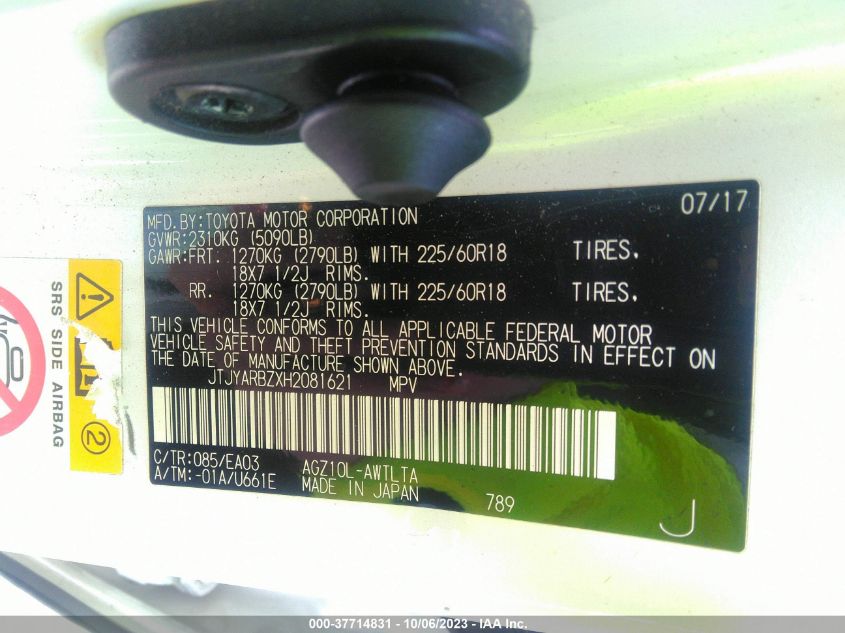 07/17
MFD.BY:TOYOTA MOTOR CORPORATION
GVWR:2310KG (5090LB)
GAWR:FRT. 1270KG (2790LB) WITH 225/60R18 TIRES,
18X7 1/2J RIMS.
RR. 1270KG (2790LB) WITH 225/60R18 TIRES,
18X7 1/2J RIMS.
THIS VEHICLE CONFORMS TO ALL APPLICABLE FEDERAL MOTOR
VEHICLE SAFETY AND THEFT PREVENTION STANDARDS IN EFFECT ON
THE DATE OF MANUFACTURE SHOWN ABOVE.
JTJYARBZXH2081621 MPV
C/TR:085/EA03 AGZ10L-AWTLTA
A/TM:-01A/U661E MADE IN JAPAN 789
J
SRS SIDE AIRBAG
2
000-37714831 - 10/06/2023 - IAA Inc.